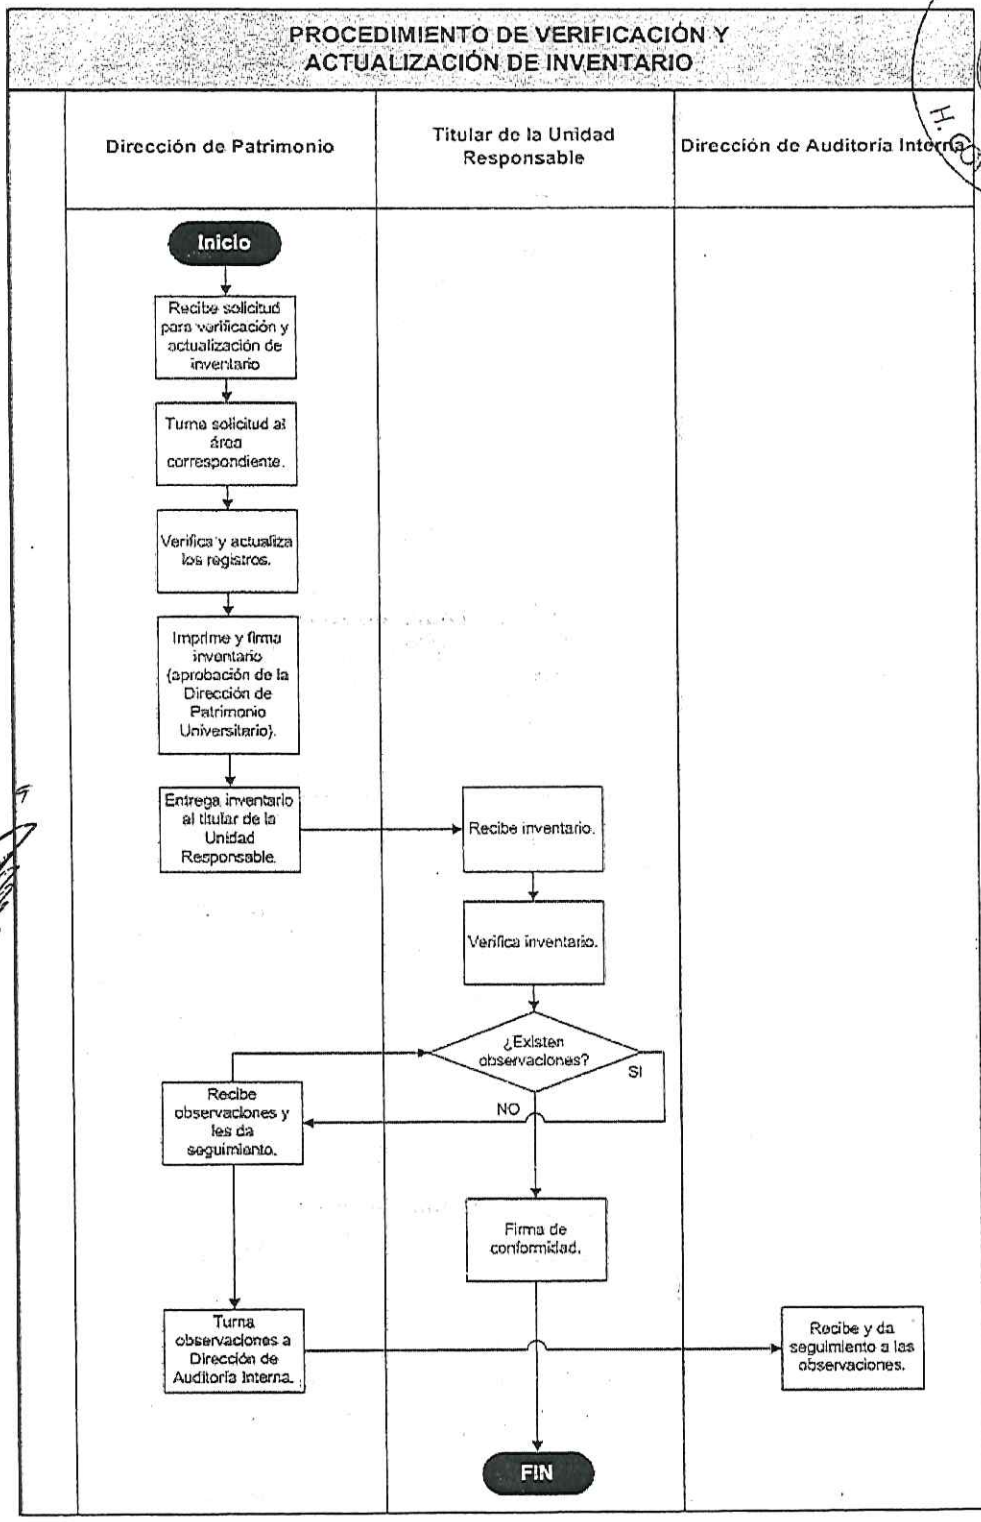 PROCEDIMIENTO DE VERIFICACIÓN Y
ACTUALIZACIÓN DE INVENTARIO
Dirección de Patrimonio
Titular de la Unidad
Responsable
Dirección de Auditoría Interna
H.
Inicio
Recibe solicitud
para verificación y
actualización de
inventario
Turna solicitud al
área
correspondiente.
Verifica y actualiza
los registros.
Imprime y firma
inventario
(aprobación de la
Dirección de
Patrimonio
Universitario).
Entrega inventario
al titular de la
Unidad
Responsable.
Recibe inventario.
Verifica inventario.
¿Existen
observaciones?
SI
NO
Recibe
observaciones y
les da
seguimiento.
Firma de
conformidad.
Turna
observaciones a
Dirección de
Auditoría Interna.
Recibe y da
seguimiento a las
observaciones.
FIN